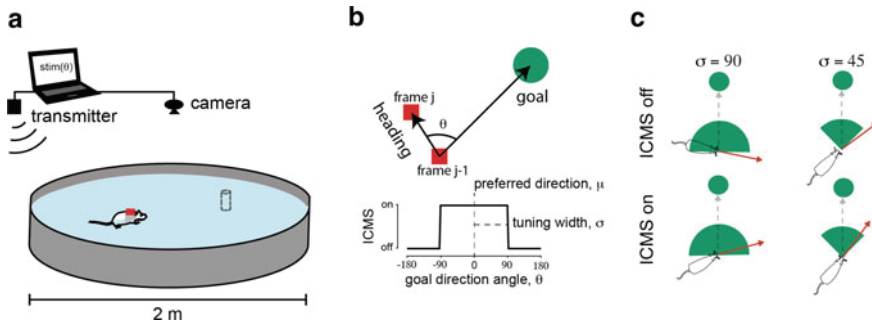 a
stim(θ)
transmitter
camera
2 m
b
frame j
heading
θ
goal
frame j-1
preferred direction, μ
ICMS
on
off
tuning width, σ
-180 -90 0 90 180
goal direction angle, θ
c
σ = 90 σ = 45
ICMS off
ICMS on